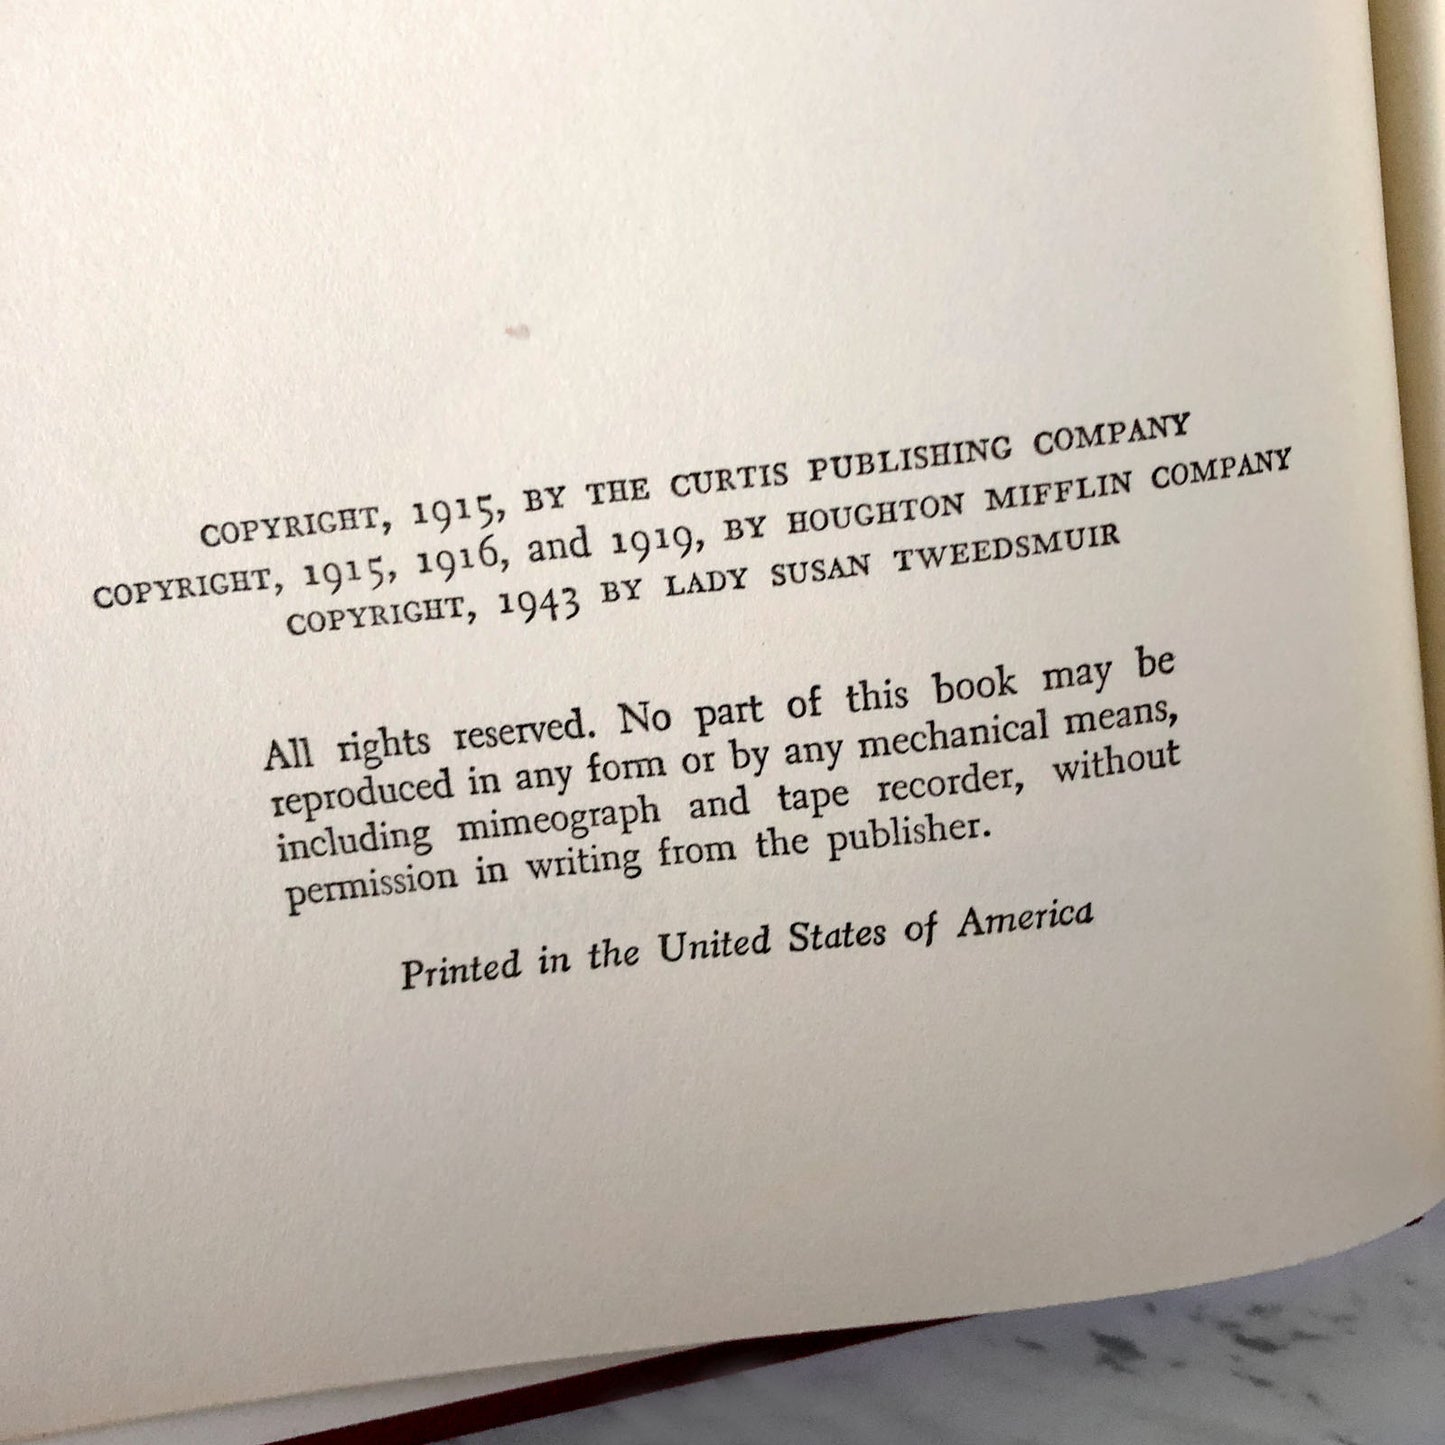 COPYRIGHT, 1915, BY THE CURTIS PUBLISHING COMPANY
COPYRIGHT, 1915, 1916, and 1919, BY HOUGHTON MIFFLIN COMPANY
COPYRIGHT, 1943 BY LADY SUSAN TWEEDSMUIR
All rights reserved. No part of this book may be
reproduced in any form or by any mechanical means,
including mimeograph and tape recorder, without
permission in writing from the publisher.
Printed in the United States of America